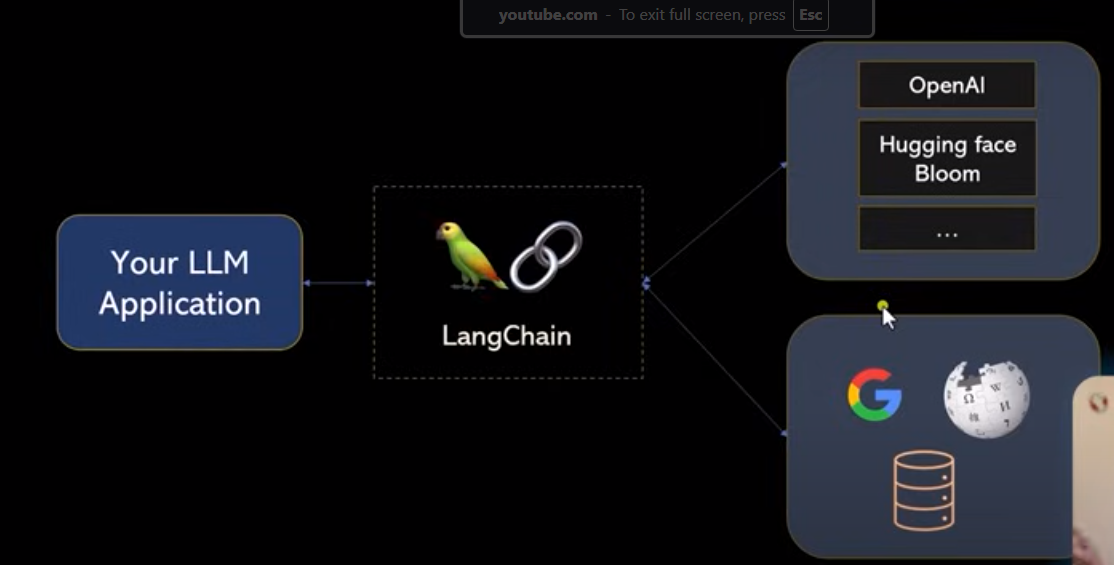 youtube.com - To exit full screen, press Esc
OpenAI
Hugging face
Bloom
...
Your LLM
Application
LangChain